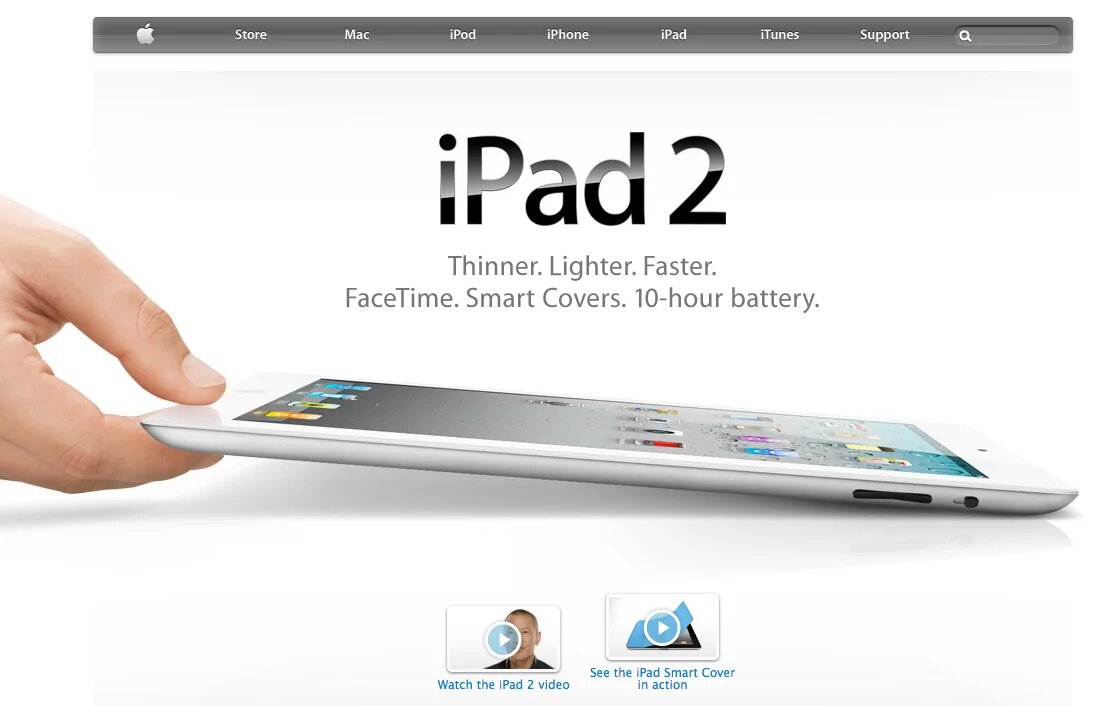 Store Mac iPod iPhone iPad iTunes Support
iPad 2
Thinner. Lighter. Faster.
FaceTime. Smart Covers. 10-hour battery.
Watch the iPad 2 video
See the iPad Smart Cover
in action